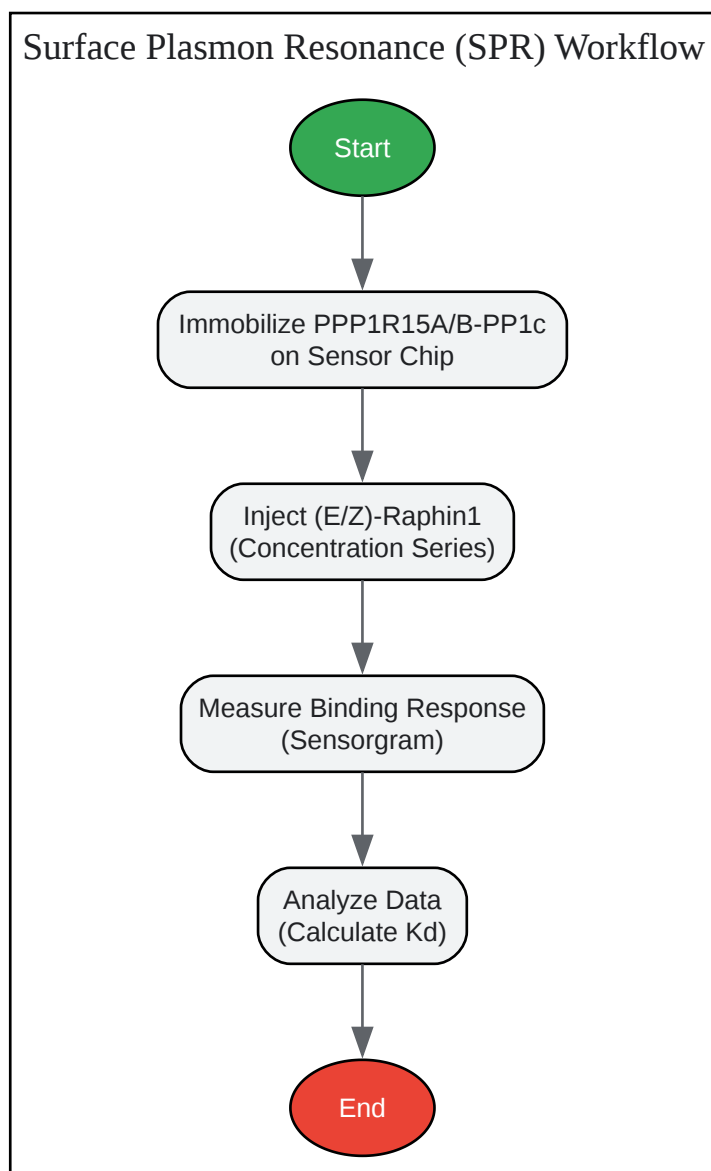 Surface Plasmon Resonance (SPR) Workflow
Start
Immobilize PPP1R15A/B-PP1c
on Sensor Chip
Inject (E/Z)-Raphin1
(Concentration Series)
Measure Binding Response
(Sensorgram)
Analyze Data
(Calculate Kd)
End